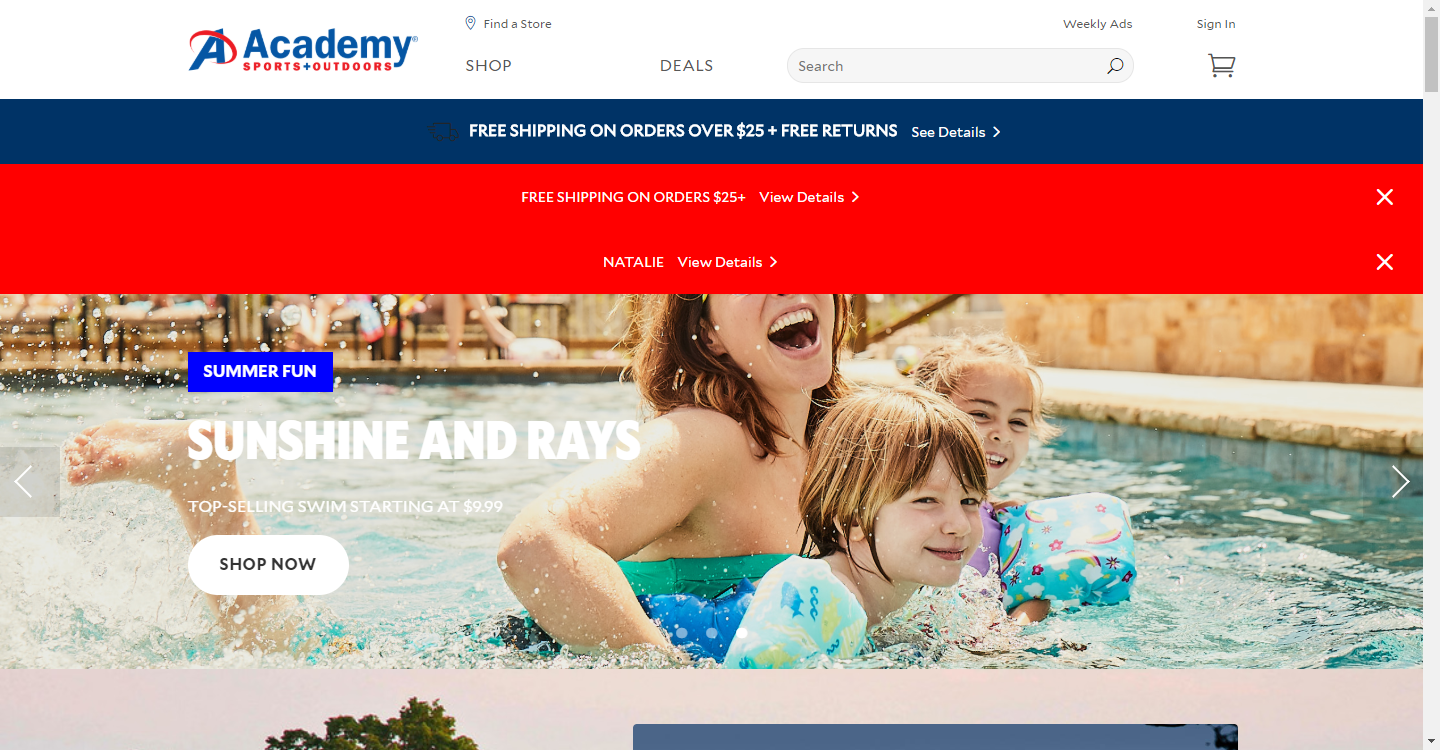 Find a Store
Weekly Ads
Sign In
Academy
SPORTS+OUTDOORS
SHOP
DEALS
Search
FREE SHIPPING ON ORDERS OVER $25 + FREE RETURNS See Details
FREE SHIPPING ON ORDERS $25+ View Details
NATALIE View Details
SUMMER FUN
SUNSHINE AND RAYS
TOP-SELLING SWIM STARTING AT $9.99
SHOP NOW